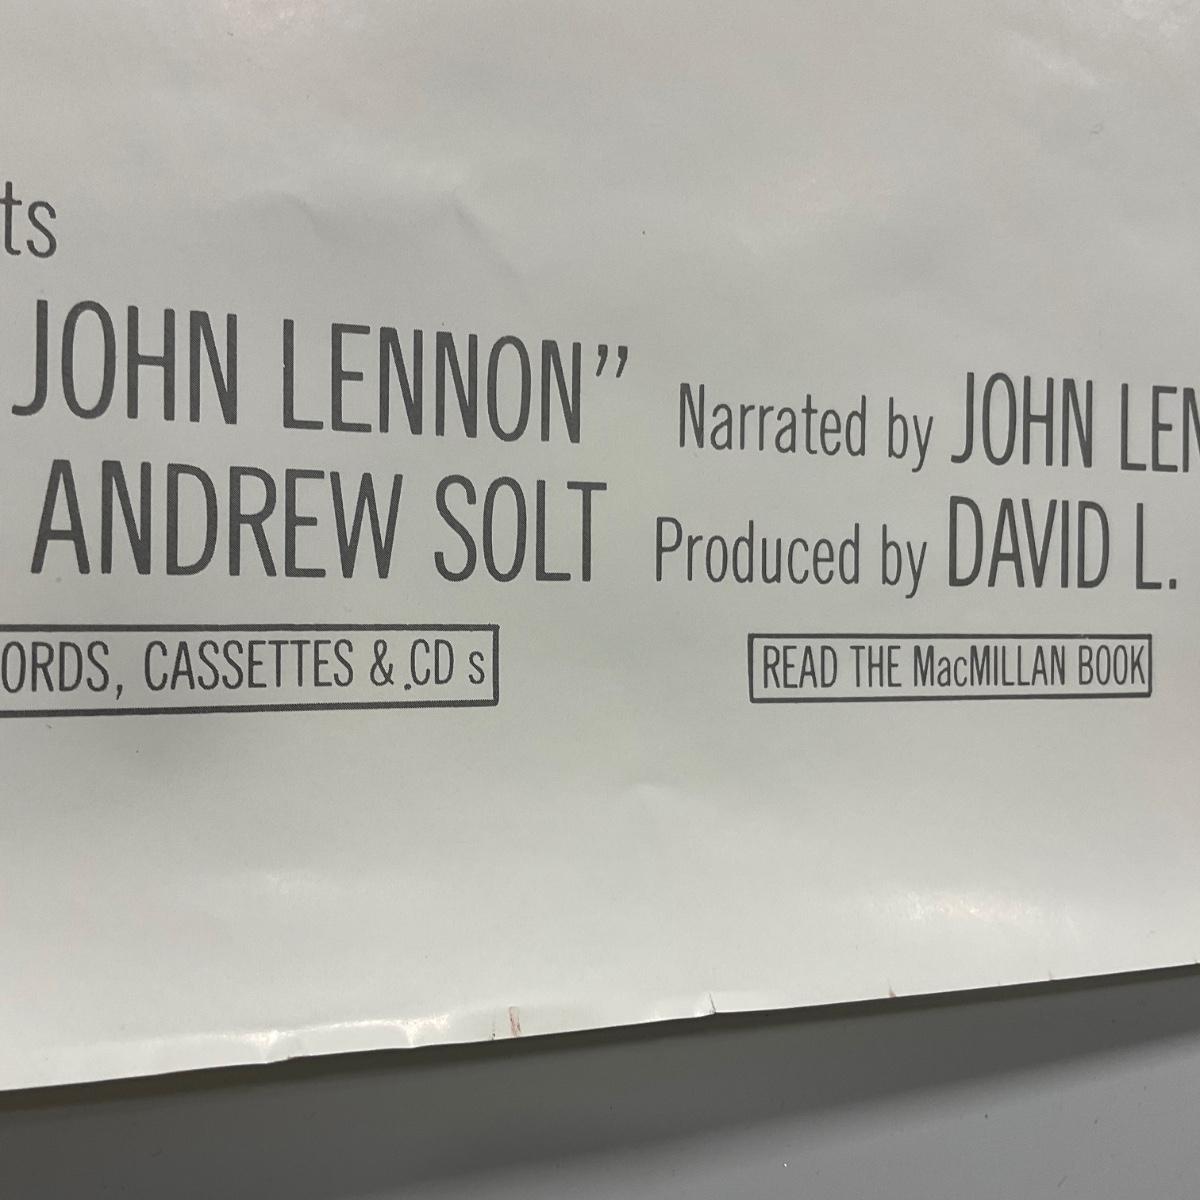 ts
JOHN LENNON” Narrated by JOHN LEN
ANDREW SOLT Produced by DAVID L.
ORDS, CASSETTES & .CD s
READ THE MacMILLAN BOOK